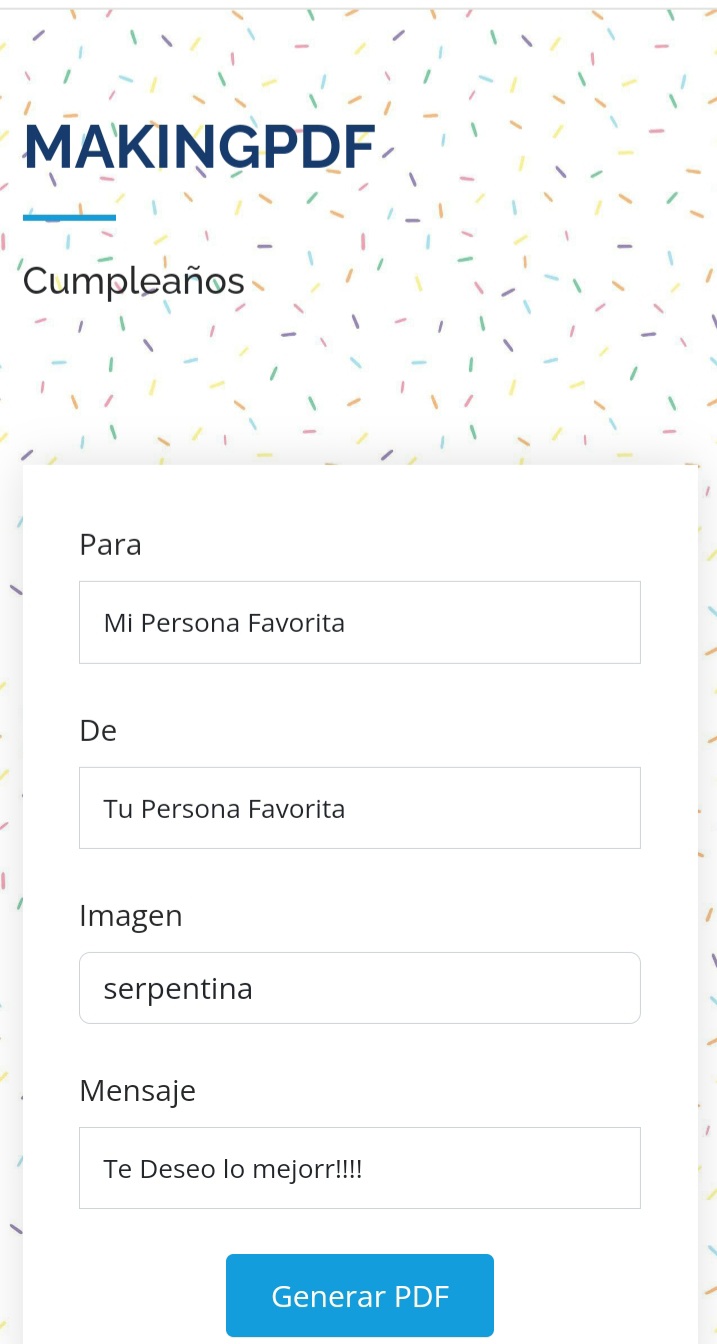 MAKINGPDF
Cumpleaños
Para
Mi Persona Favorita
De
Tu Persona Favorita
Imagen
serpentina
Mensaje
Te Deseo lo mejorr!!!!
Generar PDF